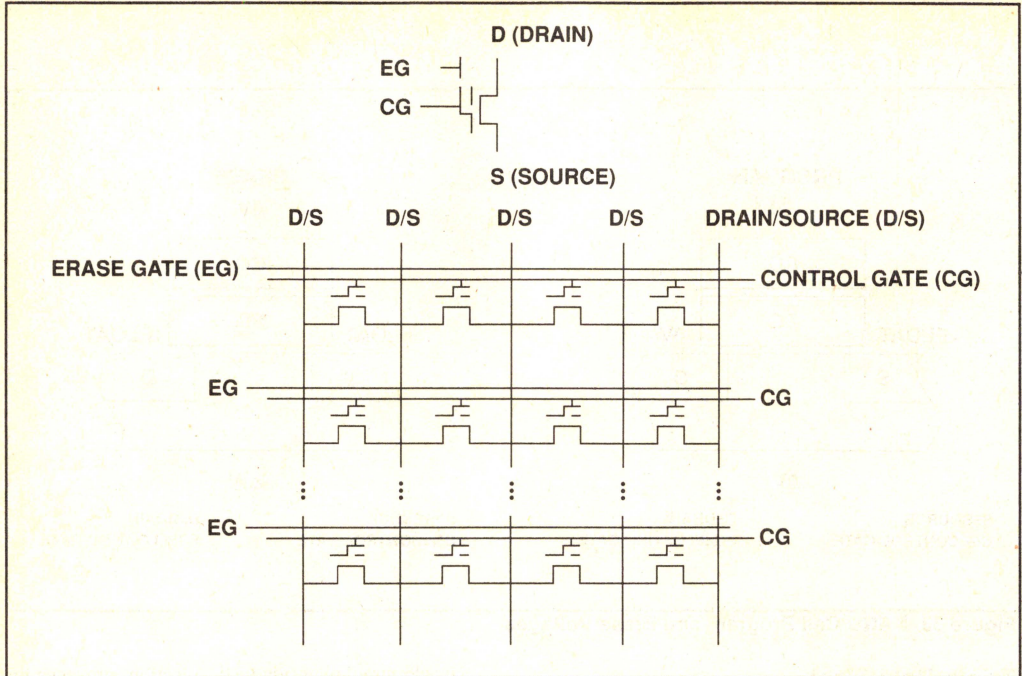 D (DRAIN)
EG
CG
S (SOURCE)
D/S D/S D/S D/S DRAIN/SOURCE (D/S)
ERASE GATE (EG)
CONTROL GATE (CG)
EG
CG
EG
CG